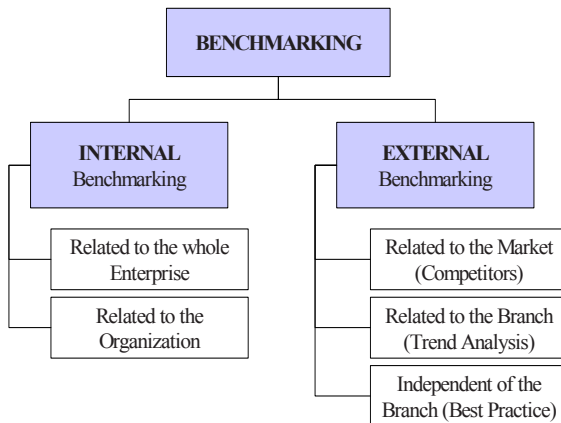 BENCHMARKING
INTERNAL
Benchmarking
Related to the whole
Enterprise
Related to the
Organization
EXTERNAL
Benchmarking
Related to the Market
(Competitors)
Related to the Branch
(Trend Analysis)
Independent of the
Branch (Best Practice)